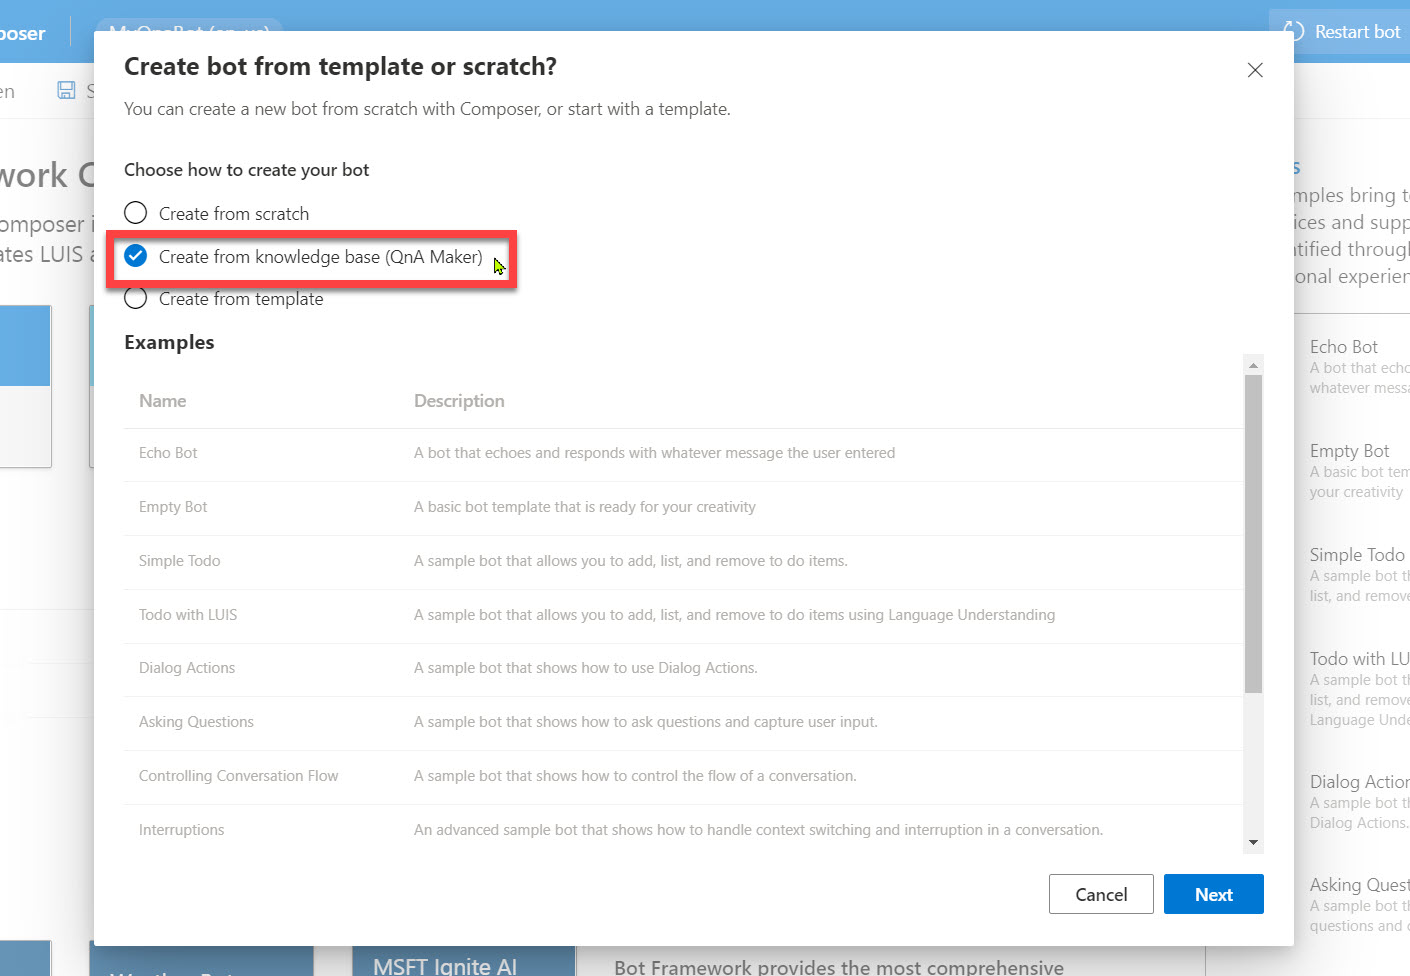 Restart bot
Create bot from template or scratch?
You can create a new bot from scratch with Composer, or start with a template.
Choose how to create your bot
Create from scratch
Create from knowledge base (QnA Maker)
Create from template
Examples
Name Description
Echo Bot A bot that echoes and responds with whatever message the user entered
Empty Bot A basic bot template that is ready for your creativity
Simple Todo A sample bot that allows you to add, list, and remove to do items.
Todo with LUIS A sample bot that allows you to add, list, and remove to do items using Language Understanding
Dialog Actions A sample bot that shows how to use Dialog Actions.
Asking Questions A sample bot that shows how to ask questions and capture user input.
Controlling Conversation Flow A sample bot that shows how to control the flow of a conversation.
Interruptions An advanced sample bot that shows how to handle context switching and interruption in a conversation.
Cancel Next
poser
en
work C
omposer i
ates LUIS a
s
mples bring t
ices and supp
ntified through
onal experien
Echo Bot
A bot that echo
whatever messa
Empty Bot
A basic bot tem
your creativity
Simple Todo
A sample bot th
list, and remove
Todo with LU
A sample bot th
list, and remove
Language Unde
Dialog Action
A sample bot th
Dialog Actions.
Asking Quest
A sample bot th
questions and c
MSFT Ignite AI
Bot Framework provides the most comprehensive